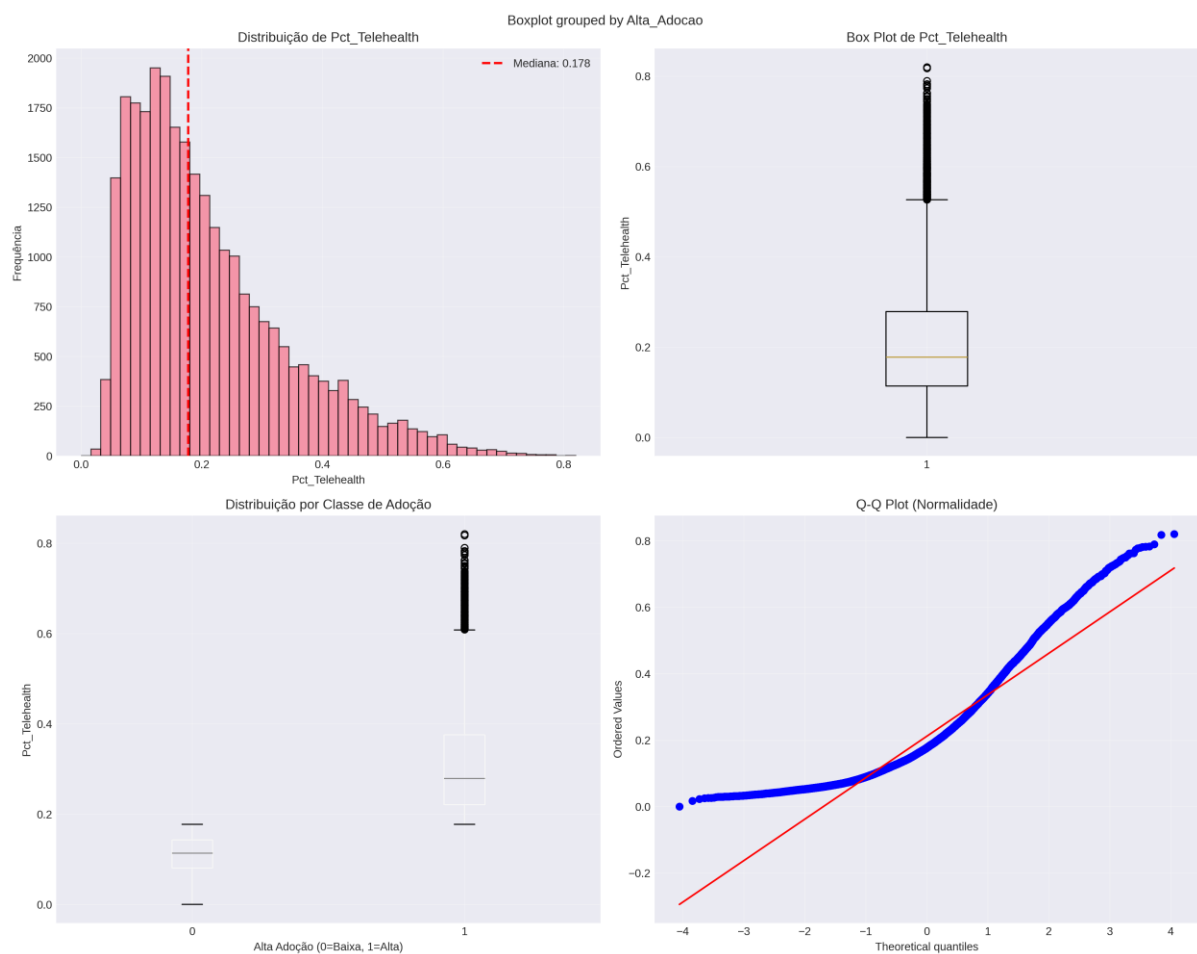 Boxplot grouped by Alta_Adocao
Distribuição de Pct_Telehealth
Mediana: 0.178
2000
1750
1500
1250
1000
750
500
250
0
Frequência
0.0 0.2 0.4 0.6 0.8
Pct_Telehealth
Box Plot de Pct_Telehealth
0.8
0.6
0.4
0.2
0.0
Pct_Telehealth
1
Distribuição por Classe de Adoção
0.8
0.6
0.4
0.2
0.0
Pct_Telehealth
0 1
Alta Adoção (0=Baixa, 1=Alta)
Q-Q Plot (Normalidade)
0.8
0.6
0.4
0.2
0.0
−0.2
Ordered Values
−4 −3 −2 −1 0 1 2 3 4
Theoretical quantiles